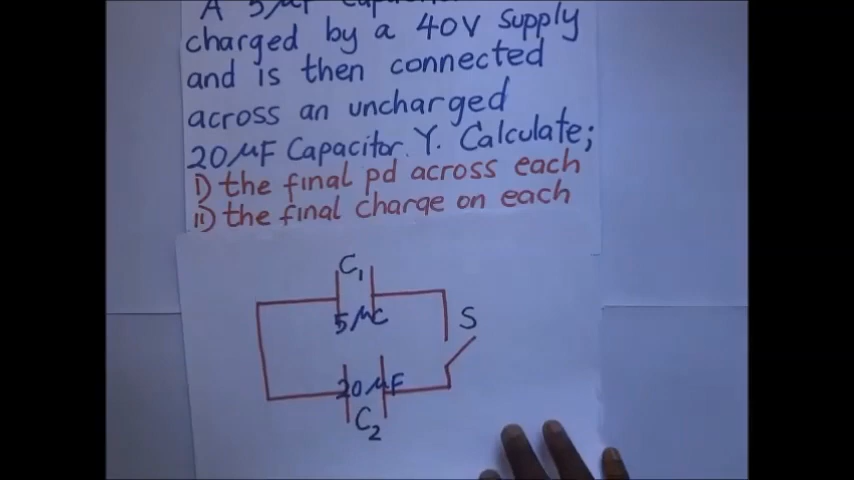 A 5μF
charged by a 40V supply
and is then connected
across an uncharged
20μF Capacitor Y. Calculate;
I) the final pd across each
II) the final charge on each
C1
5μC
S
20μF
C2